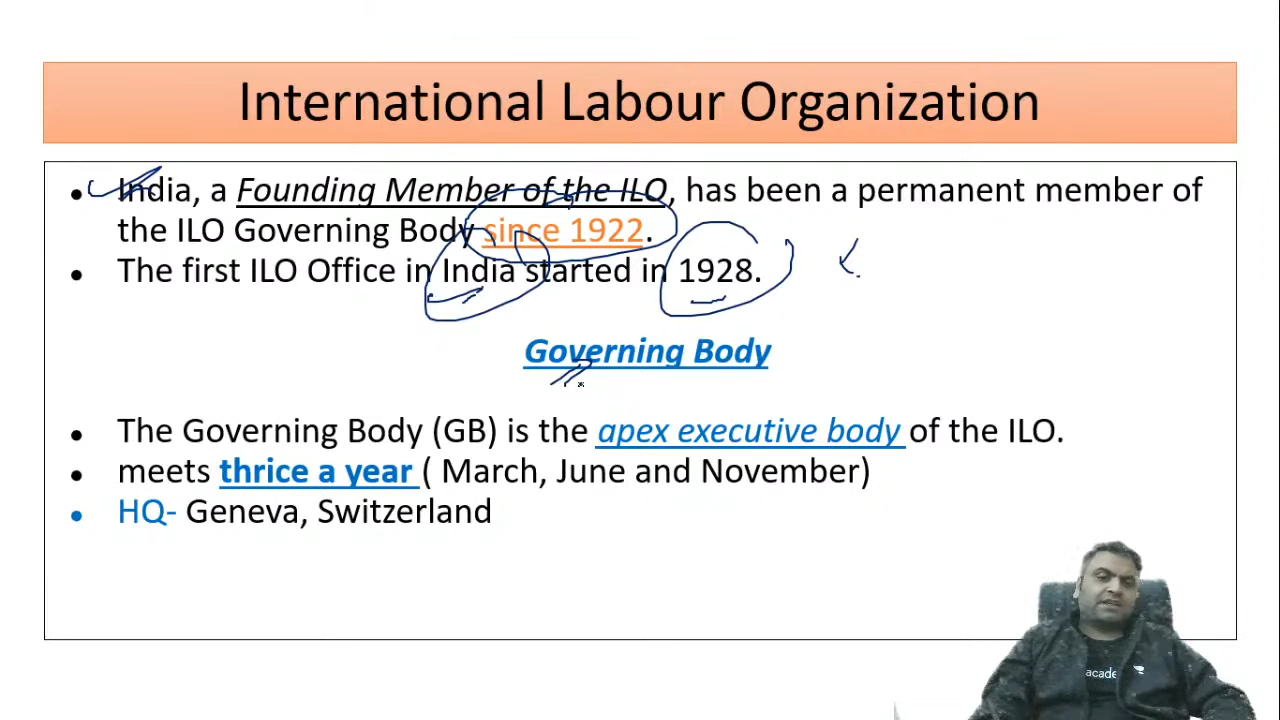 International Labour Organization
• India, a Founding Member of the ILO, has been a permanent member of
the ILO Governing Body since 1922.
• The first ILO Office in India started in 1928.
Governing Body
• The Governing Body (GB) is the apex executive body of the ILO.
• meets thrice a year ( March, June and November)
• HQ- Geneva, Switzerland
acade